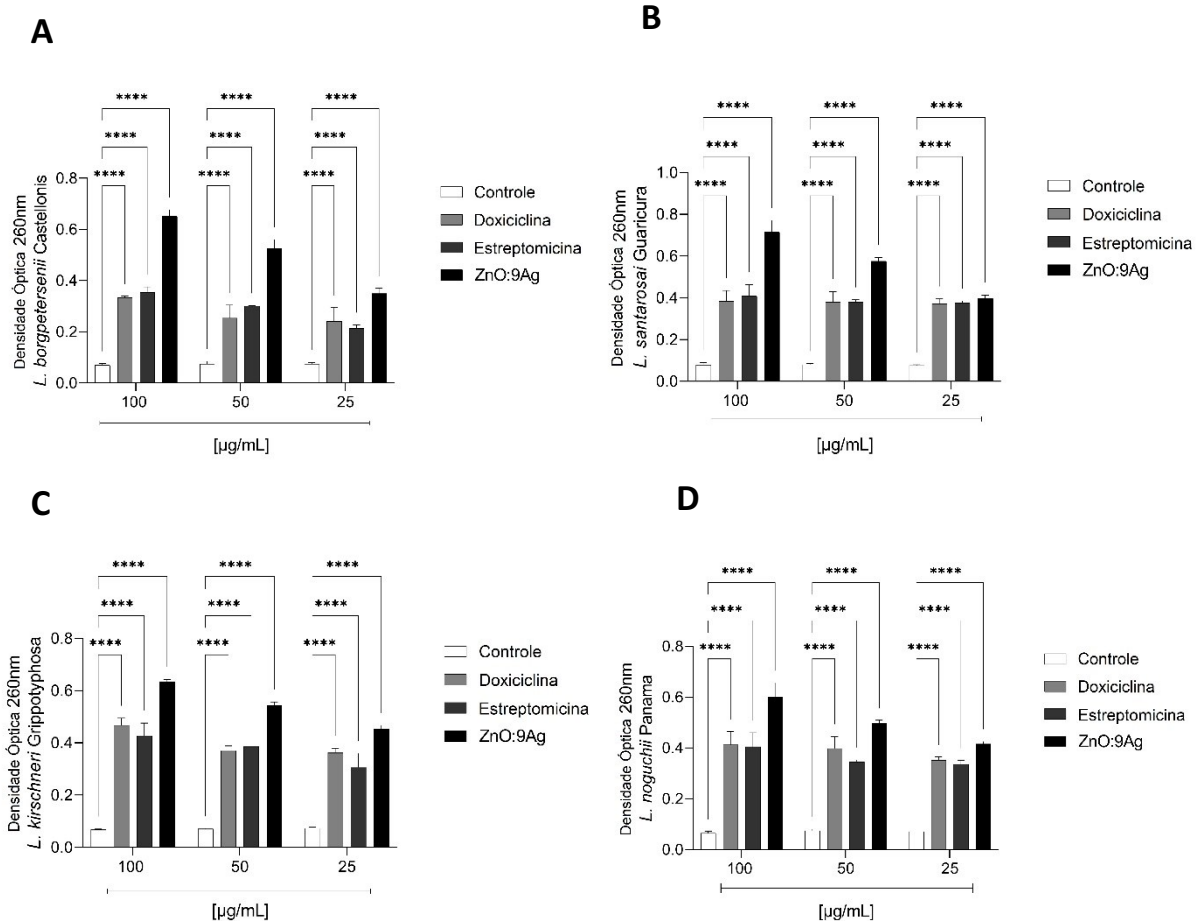 A
****
****
****
****
****
****
****
****
****
Densidade Óptica 260nm
L. borgpetersenii Castellonis
0.8
0.6
0.4
0.2
0.0
100
50
25
[µg/mL]
Controle
Doxiciclina
Estreptomicina
ZnO:9Ag
B
****
****
****
****
****
****
****
****
****
Densidade Óptica 260nm
L. santarosai Guaricura
1.0
0.8
0.6
0.4
0.2
0.0
100
50
25
[µg/mL]
Controle
Doxiciclina
Estreptomicina
ZnO:9Ag
C
****
****
****
****
****
****
****
****
****
Densidade Óptica 260nm
L. kirschneri Grippotyphosa
0.8
0.6
0.4
0.2
0.0
100
50
25
[µg/mL]
Controle
Doxiciclina
Estreptomicina
ZnO:9Ag
D
****
****
****
****
****
****
****
****
****
Densidade Óptica 260nm
L. noguchii Panama
0.8
0.6
0.4
0.2
0.0
100
50
25
[µg/mL]
Controle
Doxiciclina
Estreptomicina
ZnO:9Ag